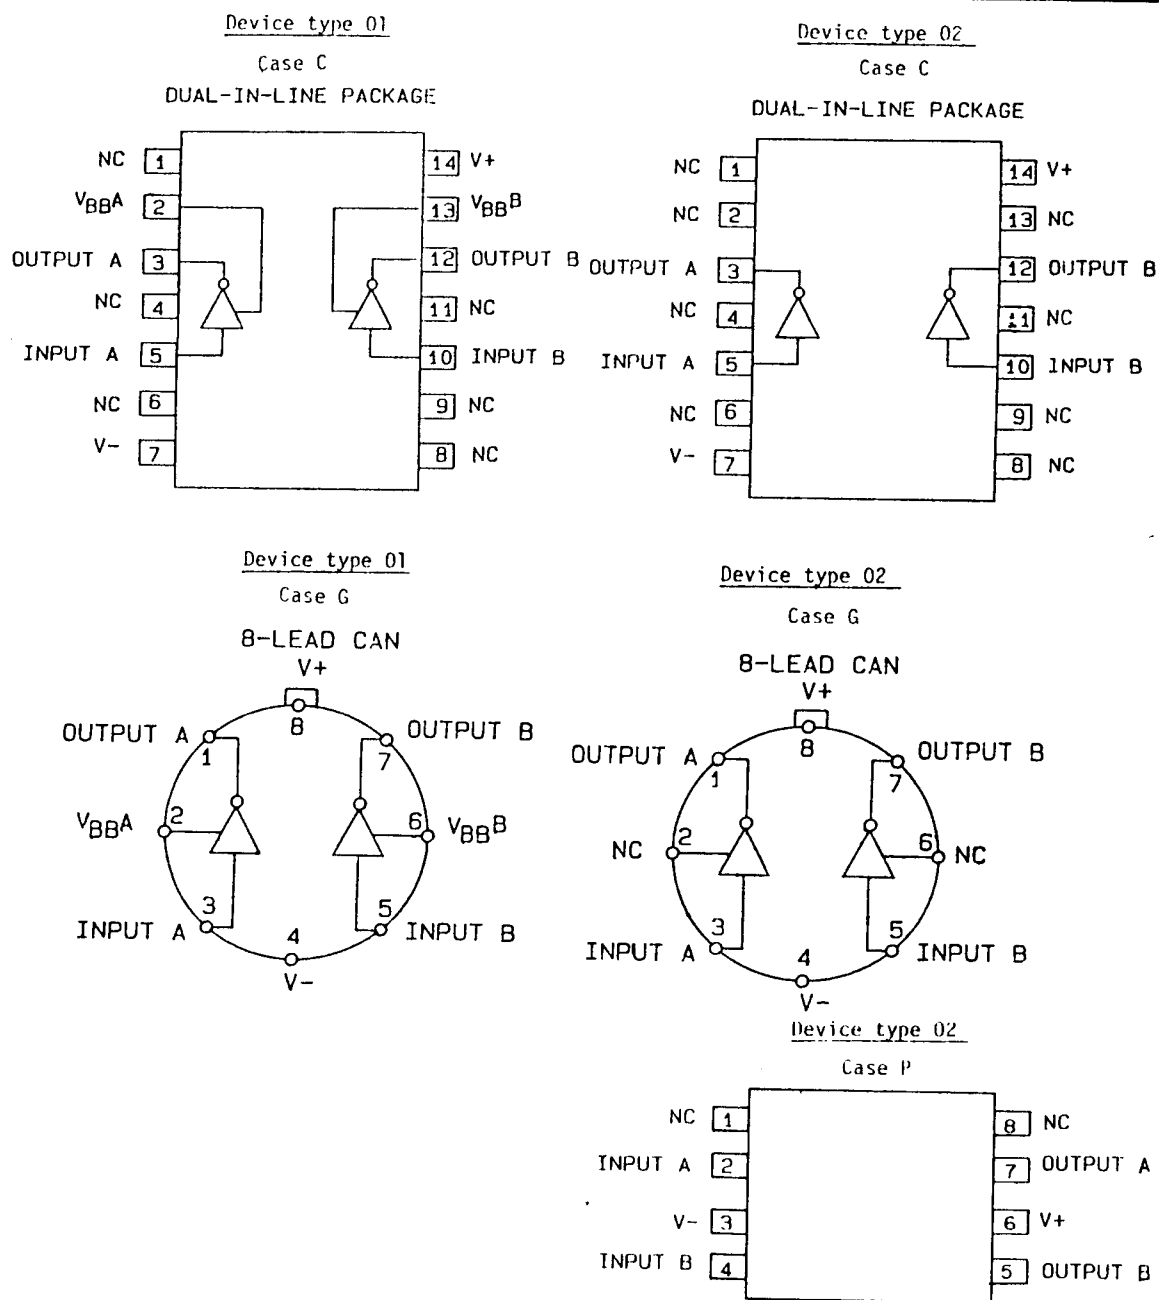 Device type 01
Case C
DUAL-IN-LINE PACKAGE
NC 1
14 V+
VBBA 2
13 VBBB
OUTPUT A 3
12 OUTPUT B
NC 4
11 NC
INPUT A 5
10 INPUT B
NC 6
9 NC
V- 7
8 NC
Device type 02
Case C
DUAL-IN-LINE PACKAGE
NC 1
14 V+
NC 2
13 NC
OUTPUT A 3
12 OUTPUT B
NC 4
11 NC
INPUT A 5
10 INPUT B
NC 6
9 NC
V- 7
8 NC
Device type 01
Case G
8-LEAD CAN
V+
8
OUTPUT A
1
OUTPUT B
7
VBBA 2
6 VBBB
3
INPUT A
5
INPUT B
4
V-
Device type 02
Case G
8-LEAD CAN
V+
8
OUTPUT A
1
OUTPUT B
7
NC 2
6 NC
3
INPUT A
5
INPUT B
4
V-
Device type 02
Case P
NC 1
8 NC
INPUT A 2
7 OUTPUT A
V- 3
6 V+
INPUT B 4
5 OUTPUT B